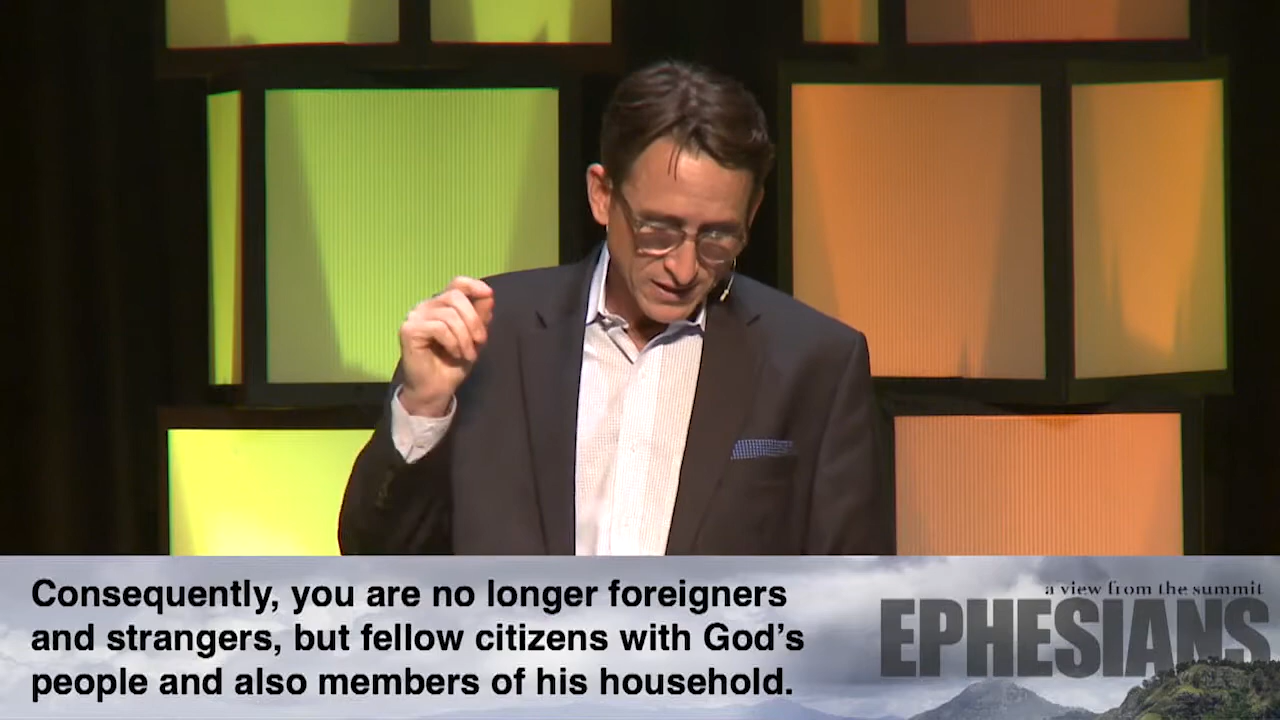 Consequently, you are no longer foreigners
and strangers, but fellow citizens with God's
people and also members of his household.
a view from the summit
EPHESIANS